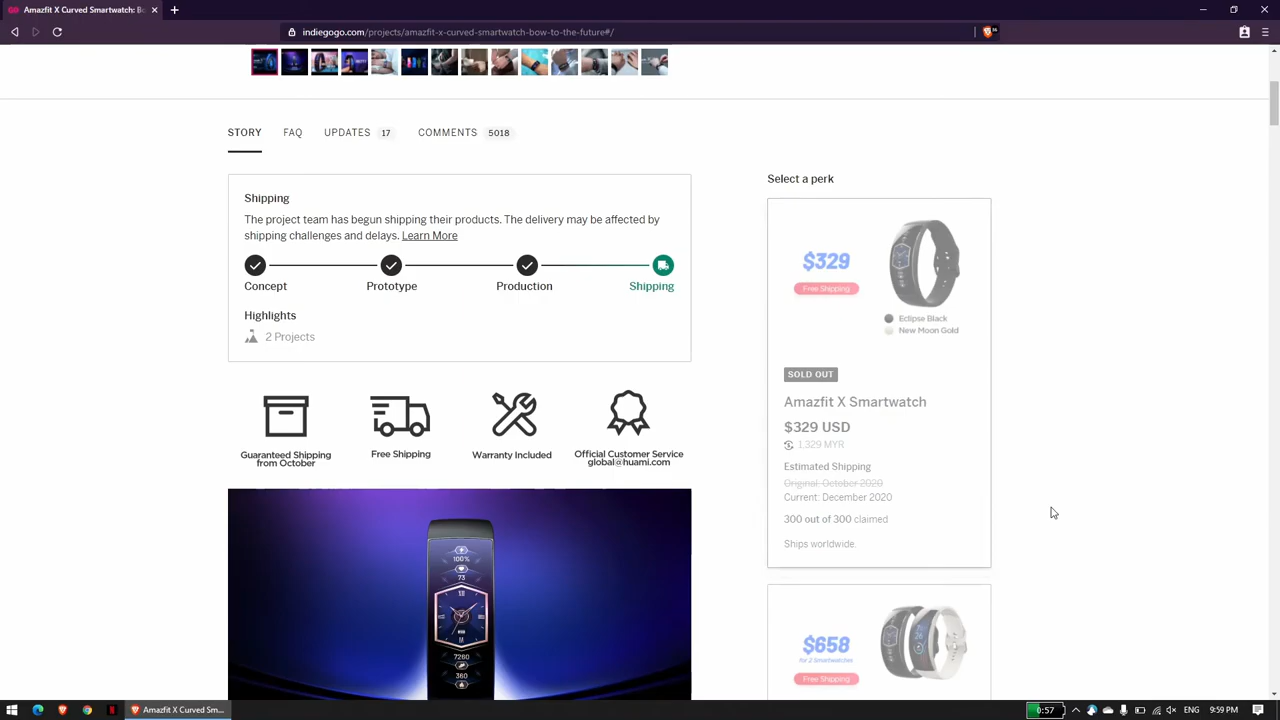 Amazfit X Curved Smartwatch: Be
indiegogo.com/projects/amazfit-x-curved-smartwatch-bow-to-the-future#/
STORY
FAQ
UPDATES 17
COMMENTS 5018
Shipping
The project team has begun shipping their products. The delivery may be affected by
shipping challenges and delays. Learn More
Concept
Prototype
Production
Shipping
Highlights
2 Projects
Guaranteed Shipping
from October
Free Shipping
Warranty Included
Official Customer Service
global@huami.com
100%
73
7260
360
Select a perk
$329
Free Shipping
Eclipse Black
New Moon Gold
SOLD OUT
Amazfit X Smartwatch
$329 USD
1,329 MYR
Estimated Shipping
Original: October 2020
Current: December 2020
300 out of 300 claimed
Ships worldwide.
$658
for 2 Smartwatches
Free Shipping
Amazfit X Curved Sm...
0:57
ENG
9:59 PM